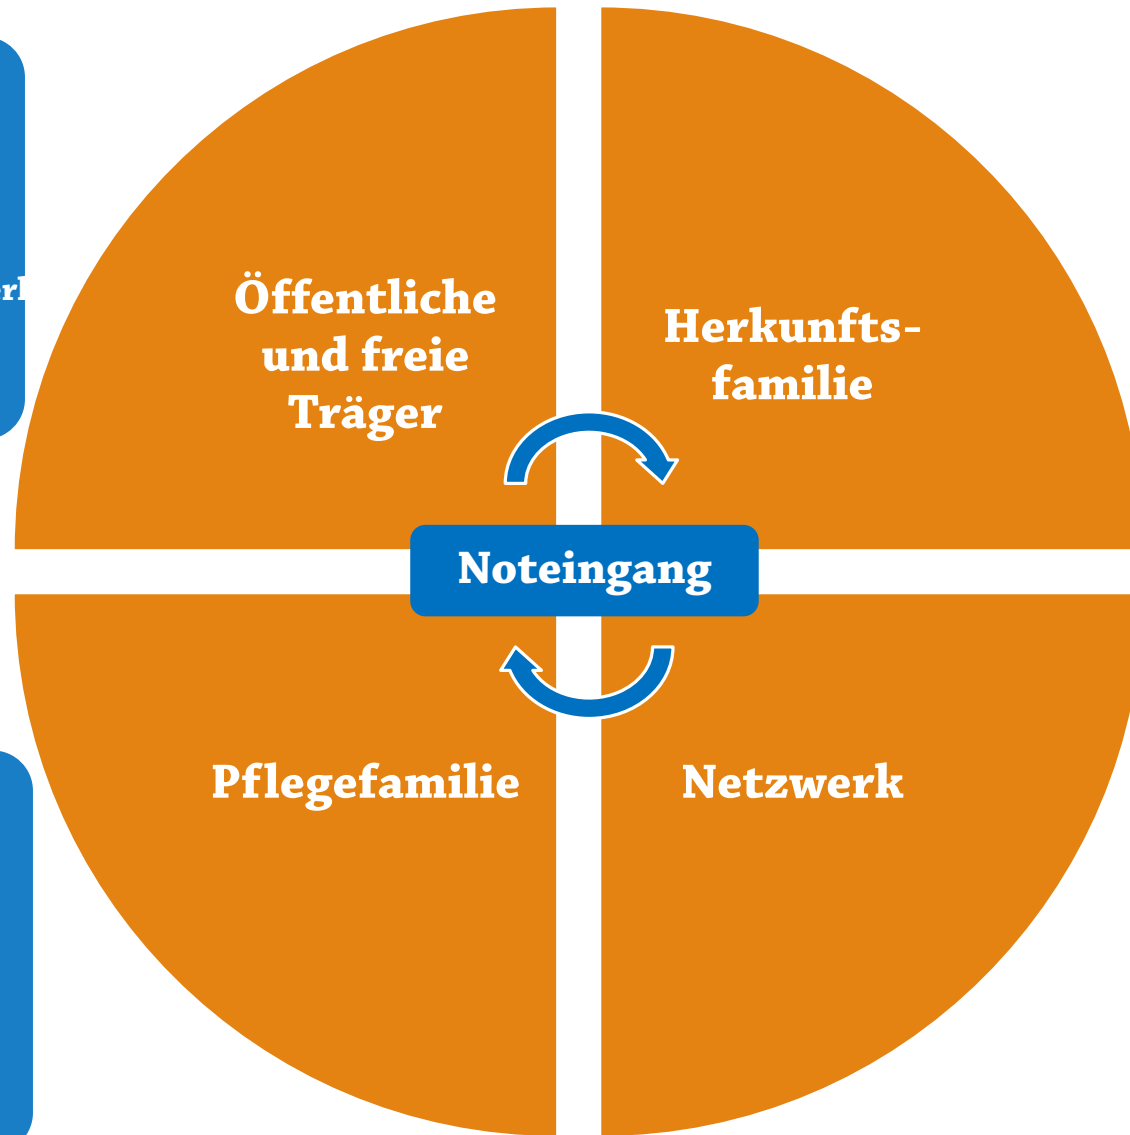 Öffentliche
und freie
Träger
Herkunfts-
familie
Noteingang
Pflegefamilie
Netzwerk